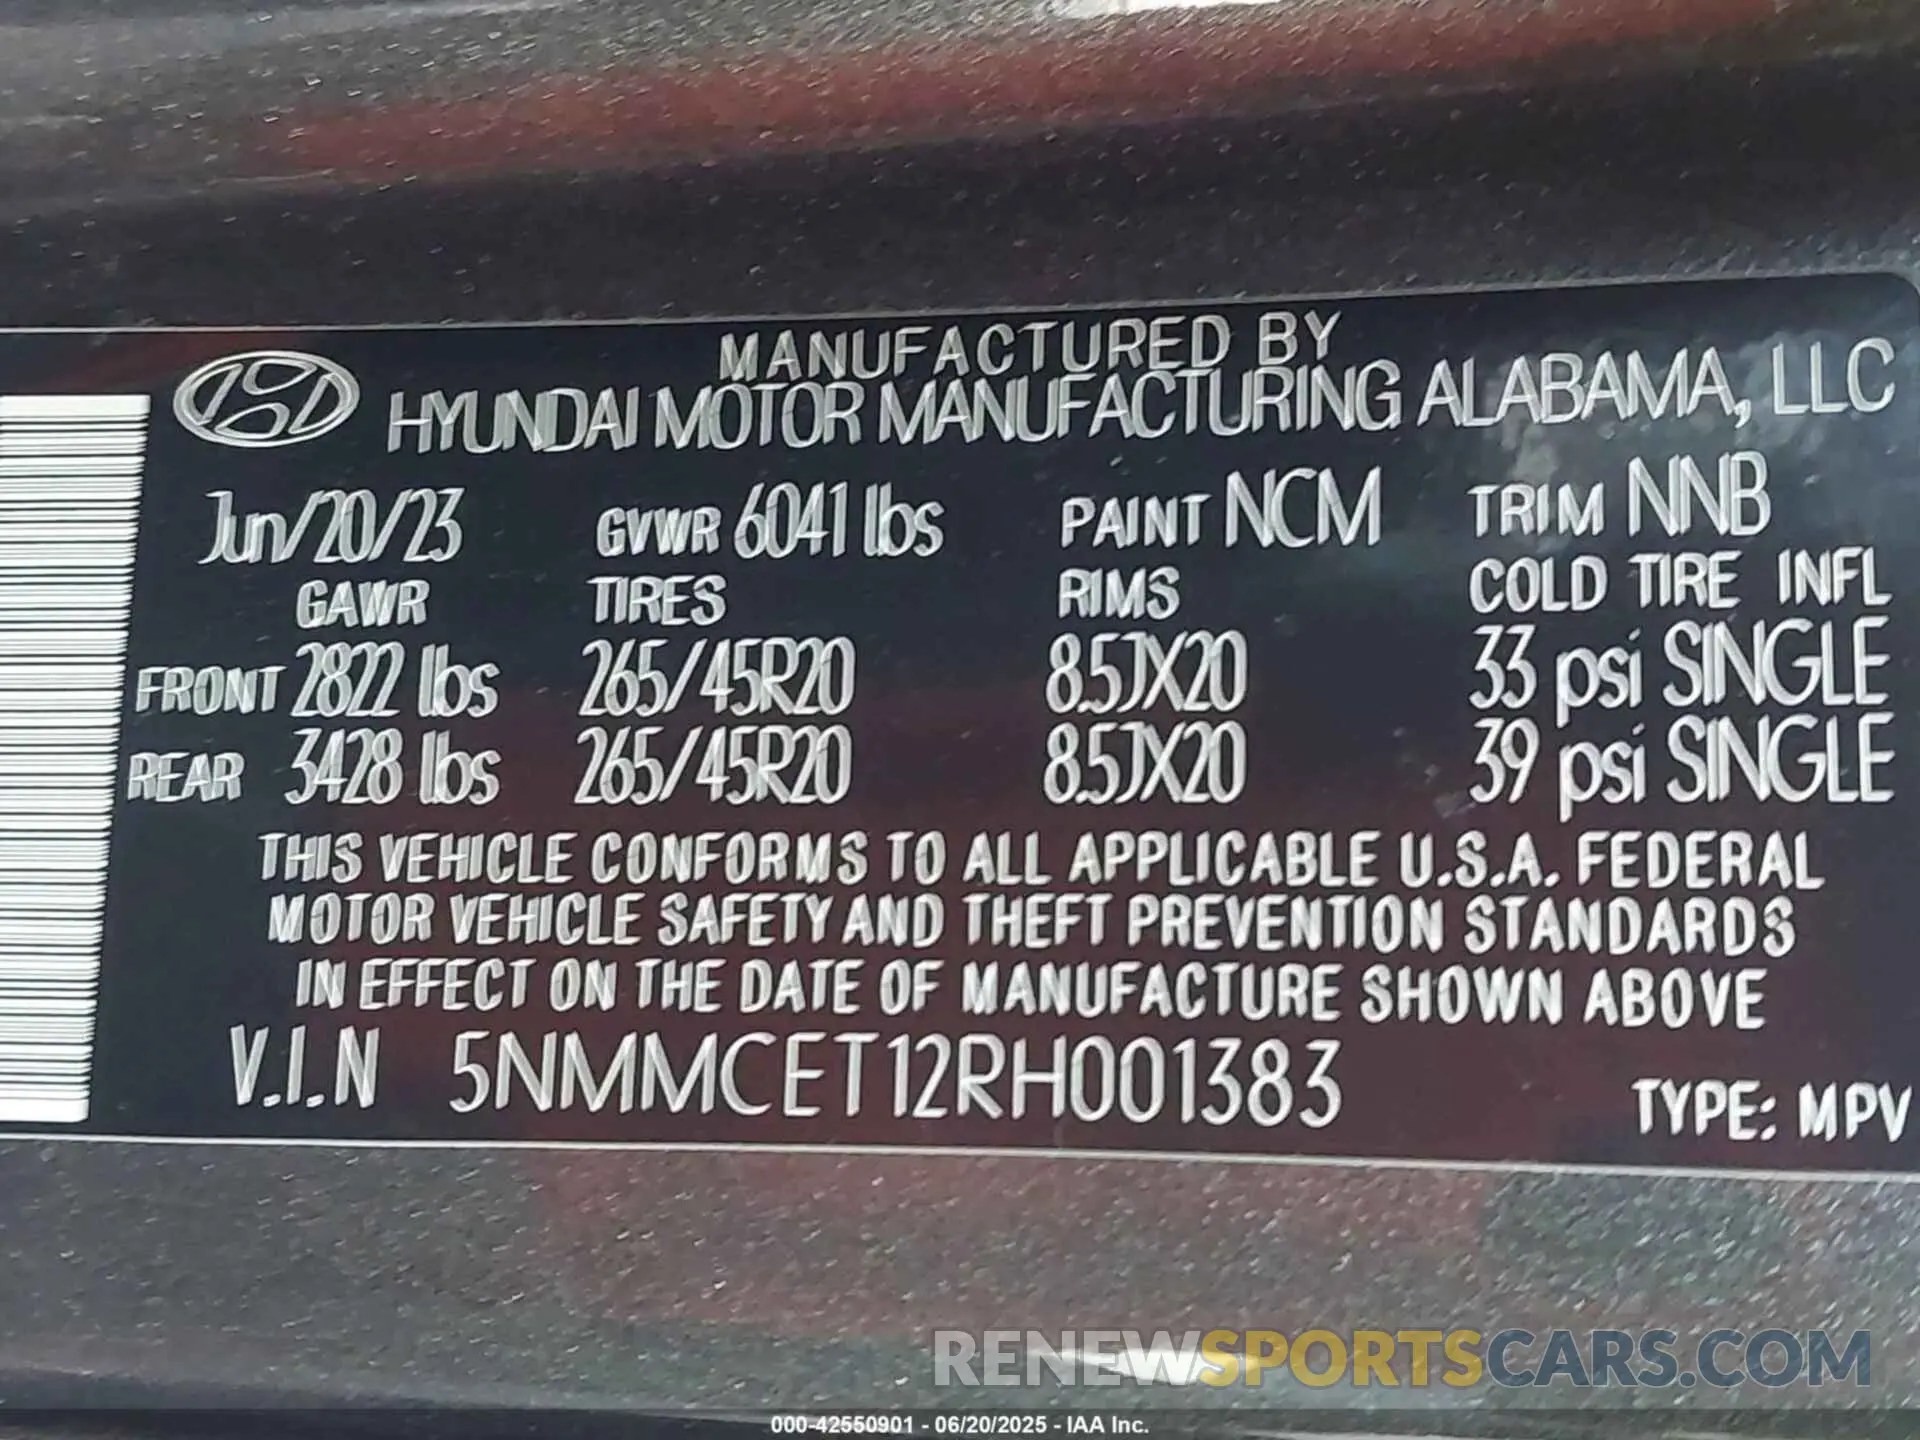 MANUFACTURED BY
HYUNDAI MOTOR MANUFACTURING ALABAMA, LLC
Jun/20/23 GVWR 6041 lbs PAINT NCM TRIM NNB
GAWR TIRES RIMS COLD TIRE INFL
FRONT 2822 lbs 265/45R20 8.5JX20 33 psi SINGLE
REAR 3428 lbs 265/45R20 8.5JX20 39 psi SINGLE
THIS VEHICLE CONFORMS TO ALL APPLICABLE U.S.A. FEDERAL
MOTOR VEHICLE SAFETY AND THEFT PREVENTION STANDARDS
IN EFFECT ON THE DATE OF MANUFACTURE SHOWN ABOVE
V.I.N 5NMMCET12RH001383
TYPE: MPV
RENEWSPORTSCARS.COM
000-42550901 - 06/20/2025 - IAA Inc.